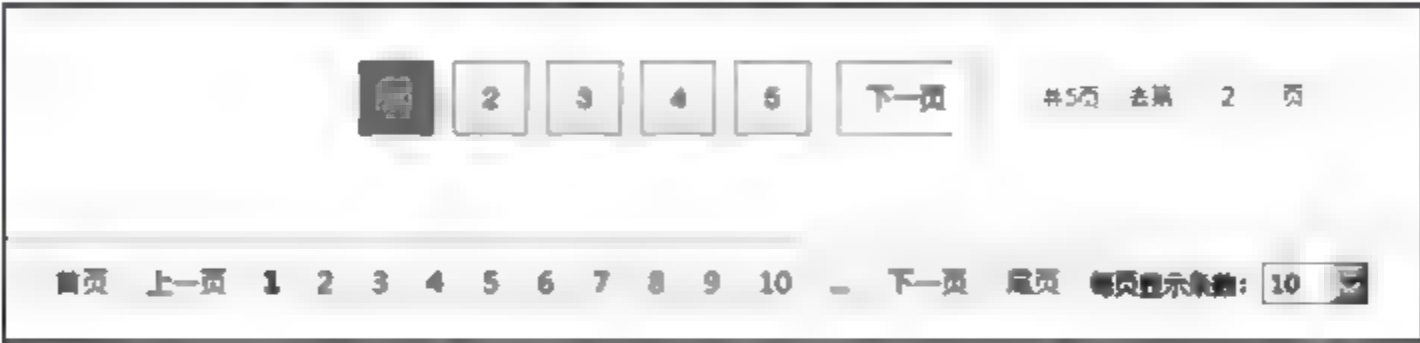 2 3 4 5 下一页 共5页 去第 2 页
首页 上一页 1 2 3 4 5 6 7 8 9 10 ... 下一页 尾页 每页显示条数: 10